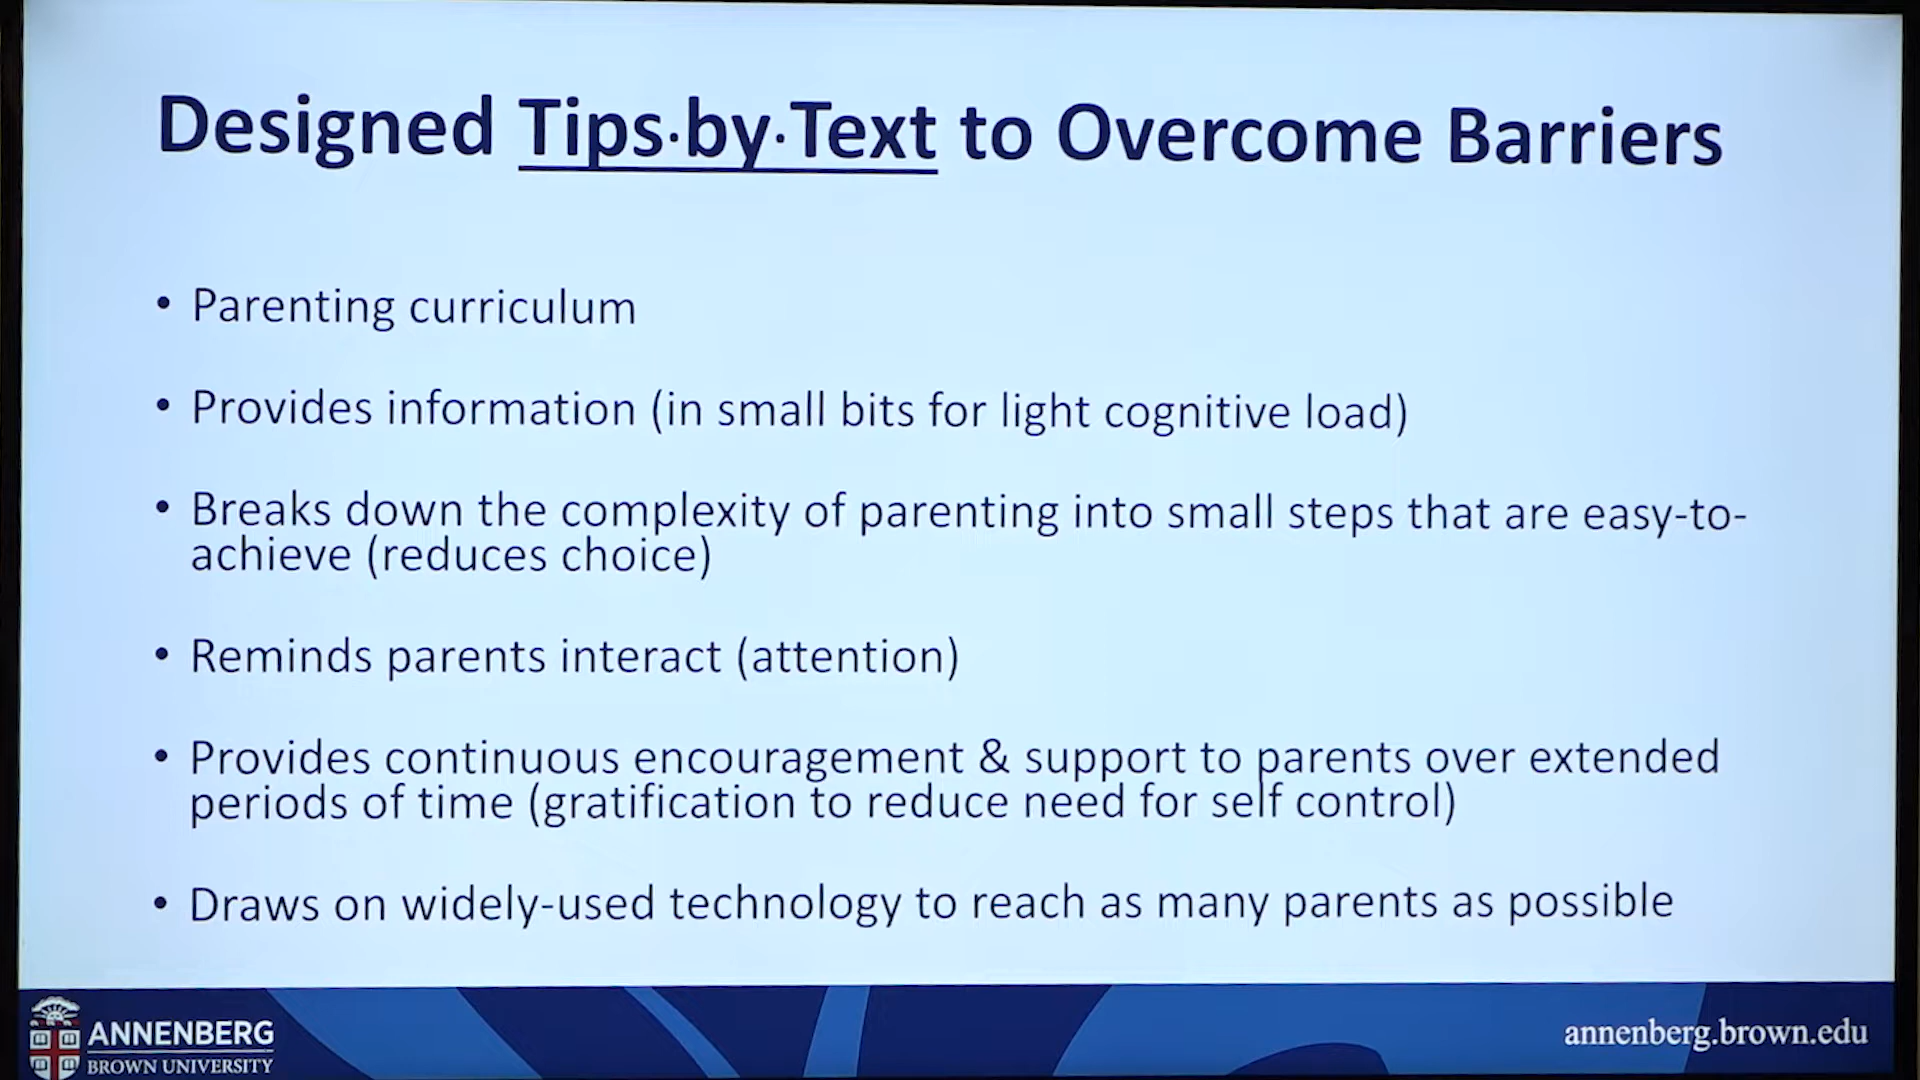 Designed Tips·by·Text to Overcome Barriers
• Parenting curriculum
• Provides information (in small bits for light cognitive load)
• Breaks down the complexity of parenting into small steps that are easy-to-
achieve (reduces choice)
• Reminds parents interact (attention)
• Provides continuous encouragement & support to parents over extended
periods of time (gratification to reduce need for self control)
• Draws on widely-used technology to reach as many parents as possible
ANNENBERG
BROWN UNIVERSITY
annenberg.brown.edu